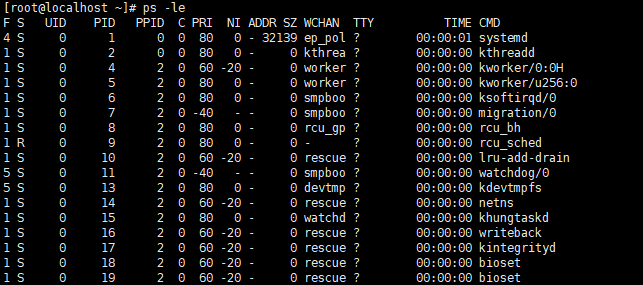 [root@localhost ~]# ps -le
F S   UID    PID   PPID  C PRI  NI ADDR SZ WCHAN  TTY          TIME CMD
4 S     0      1      0  0  80   0 - 32139 ep_pol ?        00:00:01 systemd
1 S     0      2      0  0  80   0 -     0 kthrea ?        00:00:00 kthreadd
1 S     0      4      2  0  60 -20 -     0 worker ?        00:00:00 kworker/0:0H
1 S     0      5      2  0  80   0 -     0 worker ?        00:00:00 kworker/u256:0
1 S     0      6      2  0  80   0 -     0 smpboo ?        00:00:00 ksoftirqd/0
1 S     0      7      2  0 -40   - -     0 smpboo ?        00:00:00 migration/0
1 S     0      8      2  0  80   0 -     0 rcu_gp ?        00:00:00 rcu_bh
1 R     0      9      2  0  80   0 -     0 -      ?        00:00:00 rcu_sched
1 S     0     10      2  0  60 -20 -     0 rescue ?        00:00:00 lru-add-drain
5 S     0     11      2  0 -40   - -     0 smpboo ?        00:00:00 watchdog/0
5 S     0     13      2  0  80   0 -     0 devtmp ?        00:00:00 kdevtmpfs
1 S     0     14      2  0  60 -20 -     0 rescue ?        00:00:00 netns
1 S     0     15      2  0  80   0 -     0 watchd ?        00:00:00 khungtaskd
1 S     0     16      2  0  60 -20 -     0 rescue ?        00:00:00 writeback
1 S     0     17      2  0  60 -20 -     0 rescue ?        00:00:00 kintegrityd
1 S     0     18      2  0  60 -20 -     0 rescue ?        00:00:00 bioset
1 S     0     19      2  0  60 -20 -     0 rescue ?        00:00:00 bioset